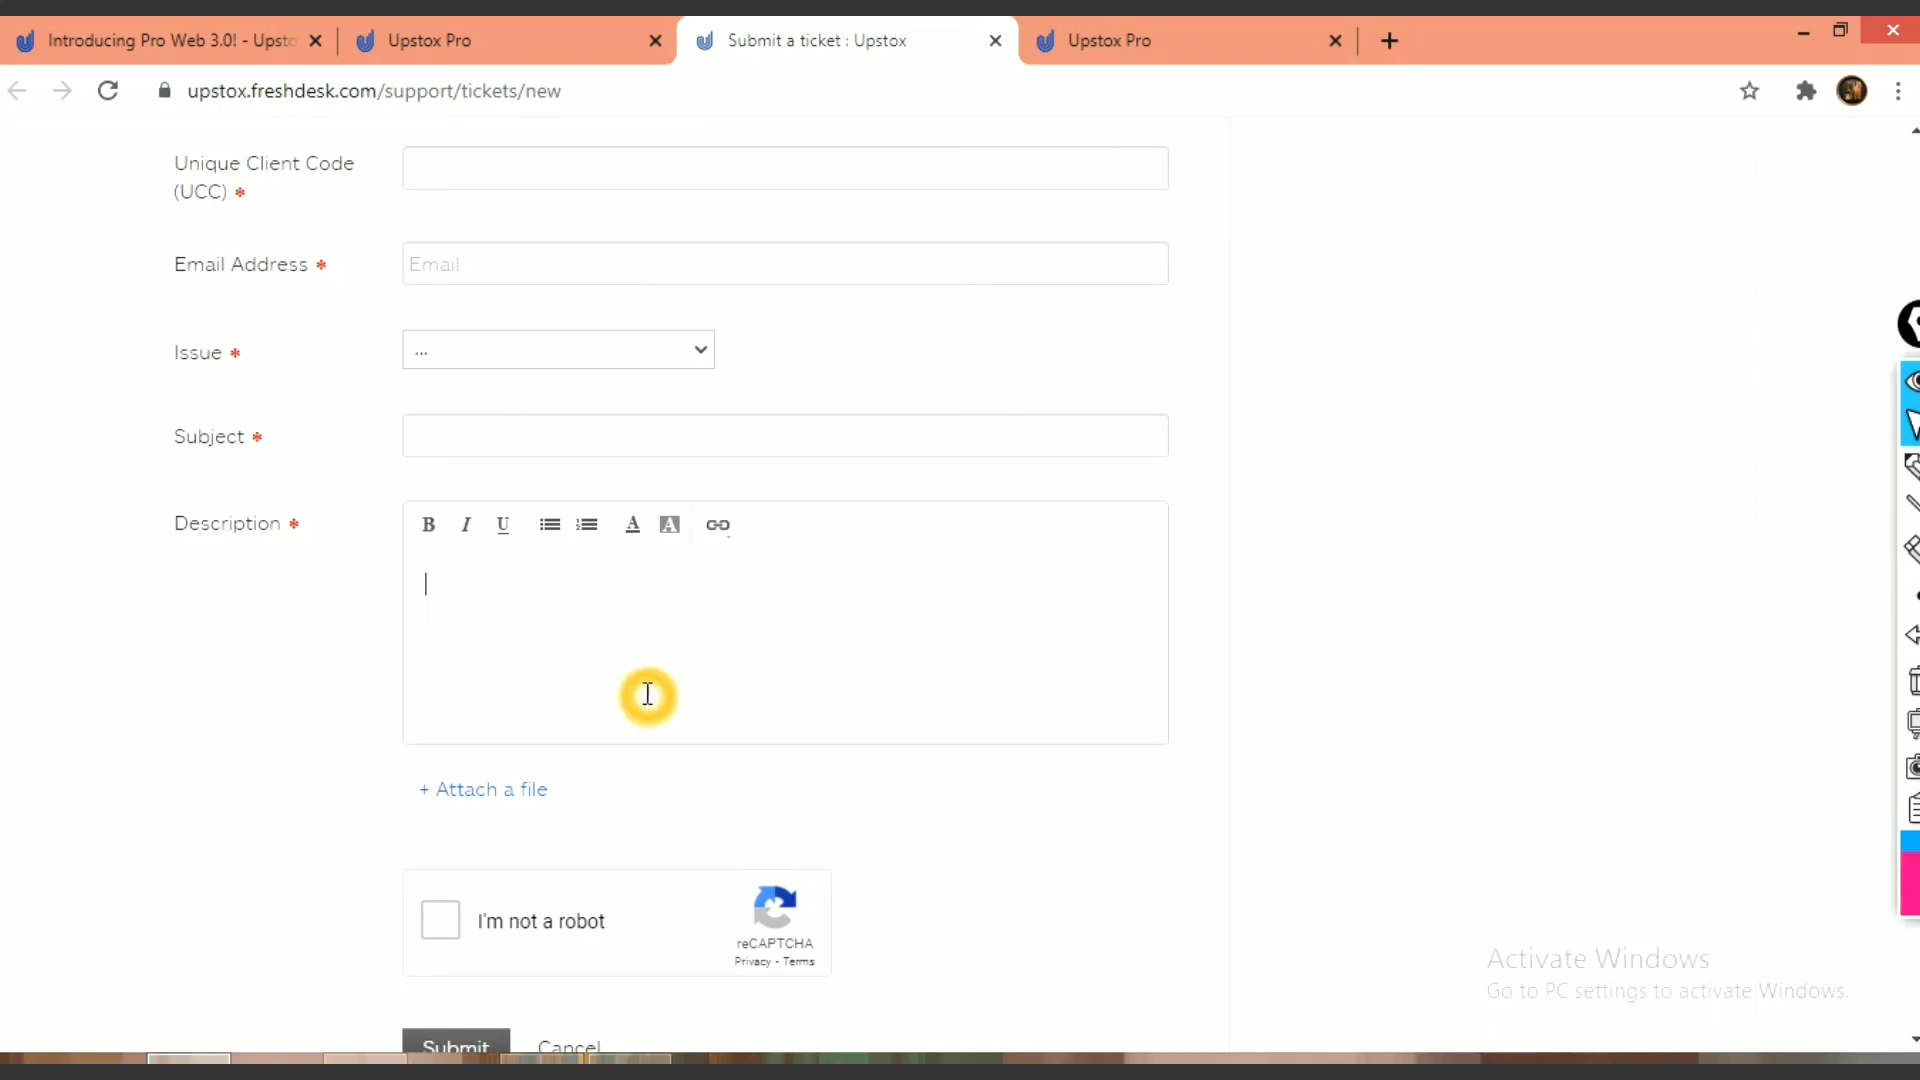 Introducing Pro Web 3.0! - Upsto
Upstox Pro
Submit a ticket : Upstox
Upstox Pro
upstox.freshdesk.com/support/tickets/new
Unique Client Code
(UCC) *
Email Address *
Email
Issue *
...
Subject *
Description *
B I U A A
+ Attach a file
I'm not a robot
reCAPTCHA
Privacy - Terms
Activate Windows
Go to PC settings to activate Windows.
Submit
Cancel